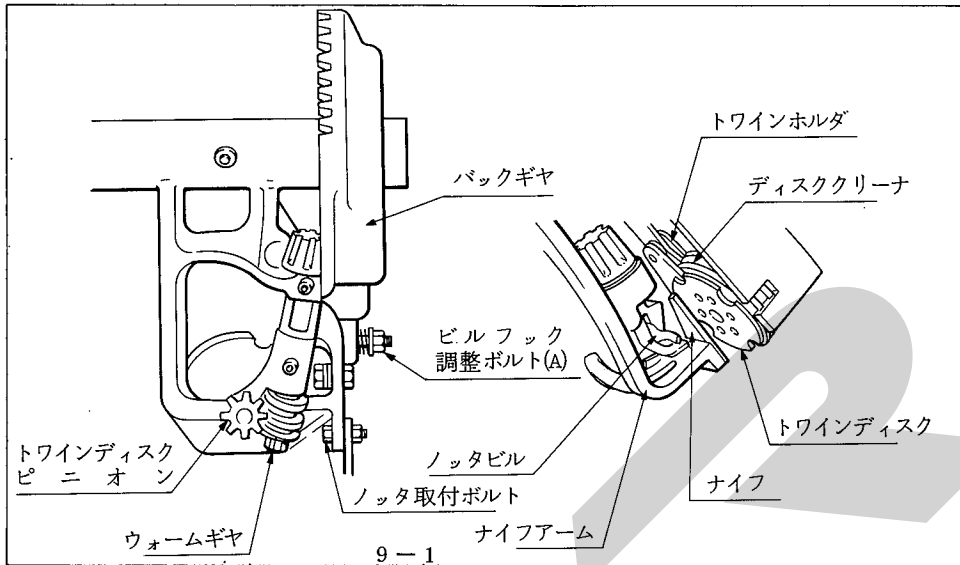 トワインホルダ
ディスククリーナ
バックギヤ
ビルフック
調整ボルト(A)
トワインディスク
ピニオン
ノッタビル
トワインディスク
ナイフ
ノッタ取付ボルト
ナイフアーム
ウォームギヤ
9－1